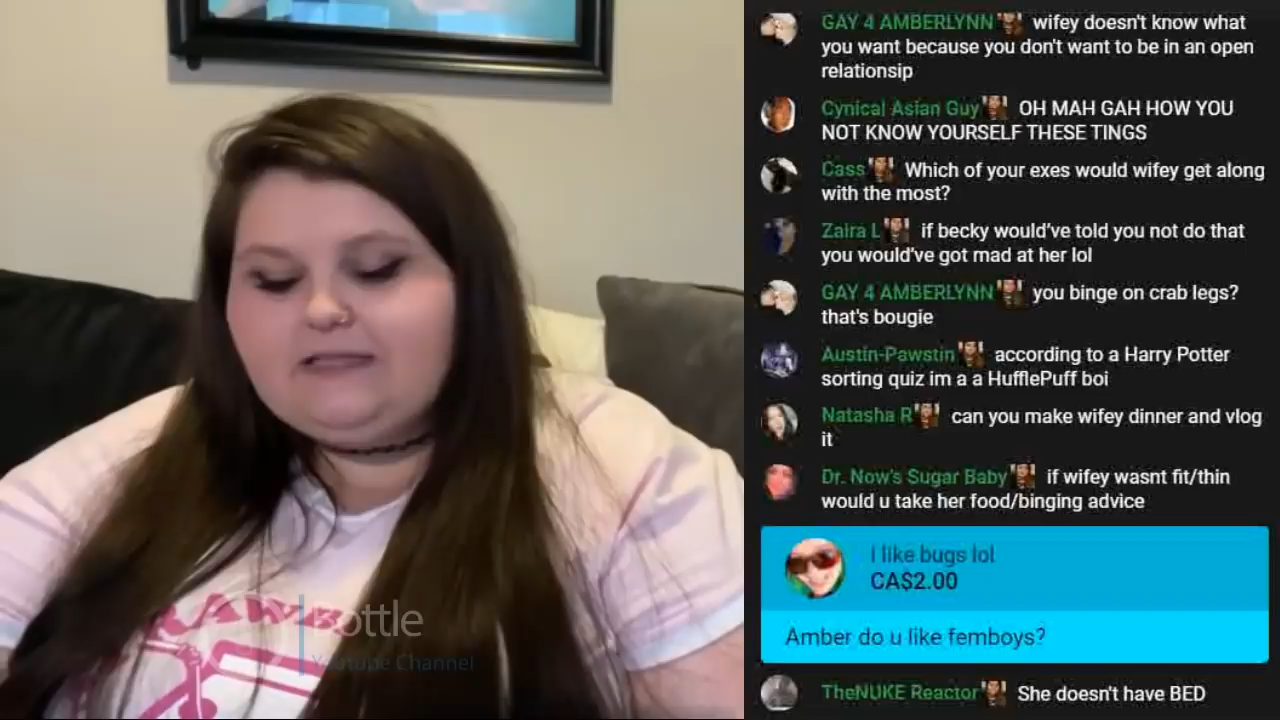 GAY 4 AMBERLYNN wifey doesn't know what
you want because you don't want to be in an open
relationsip
Cynical Asian Guy OH MAH GAH HOW YOU
NOT KNOW YOURSELF THESE TINGS
Cass Which of your exes would wifey get along
with the most?
Zaira L if becky would've told you not do that
you would've got mad at her lol
GAY 4 AMBERLYNN you binge on crab legs?
that's bougie
Austin-Pawstin according to a Harry Potter
sorting quiz im a a HufflePuff boi
Natasha R can you make wifey dinner and vlog
it
Dr. Now's Sugar Baby if wifey wasnt fit/thin
would u take her food/binging advice
I like bugs lol
CA$2.00
Amber do u like femboys?
TheNUKE Reactor She doesn't have BED
Bottle
Youtube Channel